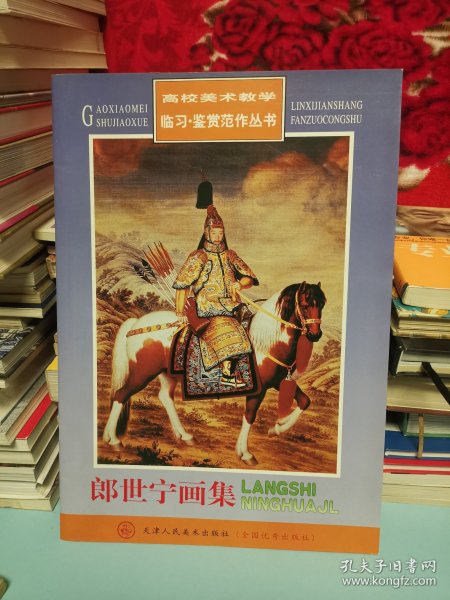 高校美术教学
GAOXIAOMEI
SHUJIAOXUE
临习·鉴赏范作丛书
LINXIJIANSHANG
FANZUOCONGSHU
郎世宁画集
LANGSHI
NINGHUAJL
天津人民美术出版社（全国优秀出版社）
孔夫子旧书网
www.kongfz.com